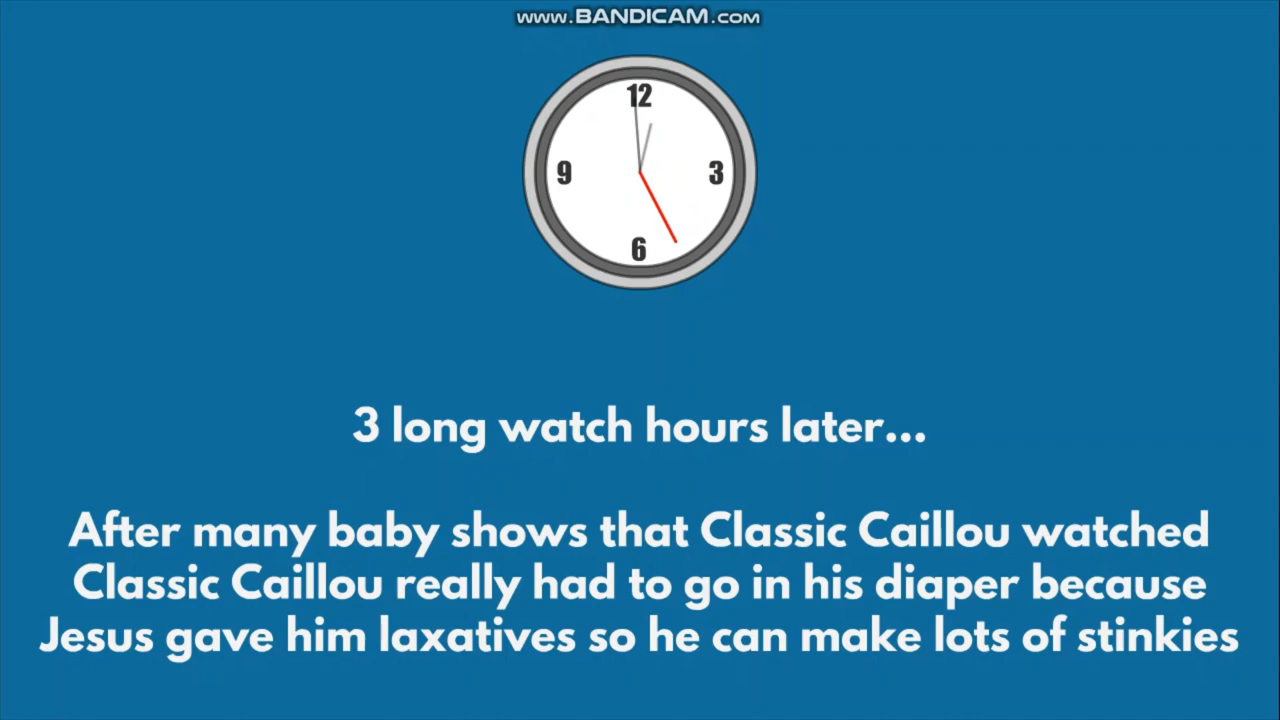 www.BANDICAM.com
12
9
3
6
3 long watch hours later...
After many baby shows that Classic Caillou watched
Classic Caillou really had to go in his diaper because
Jesus gave him laxatives so he can make lots of stinkies